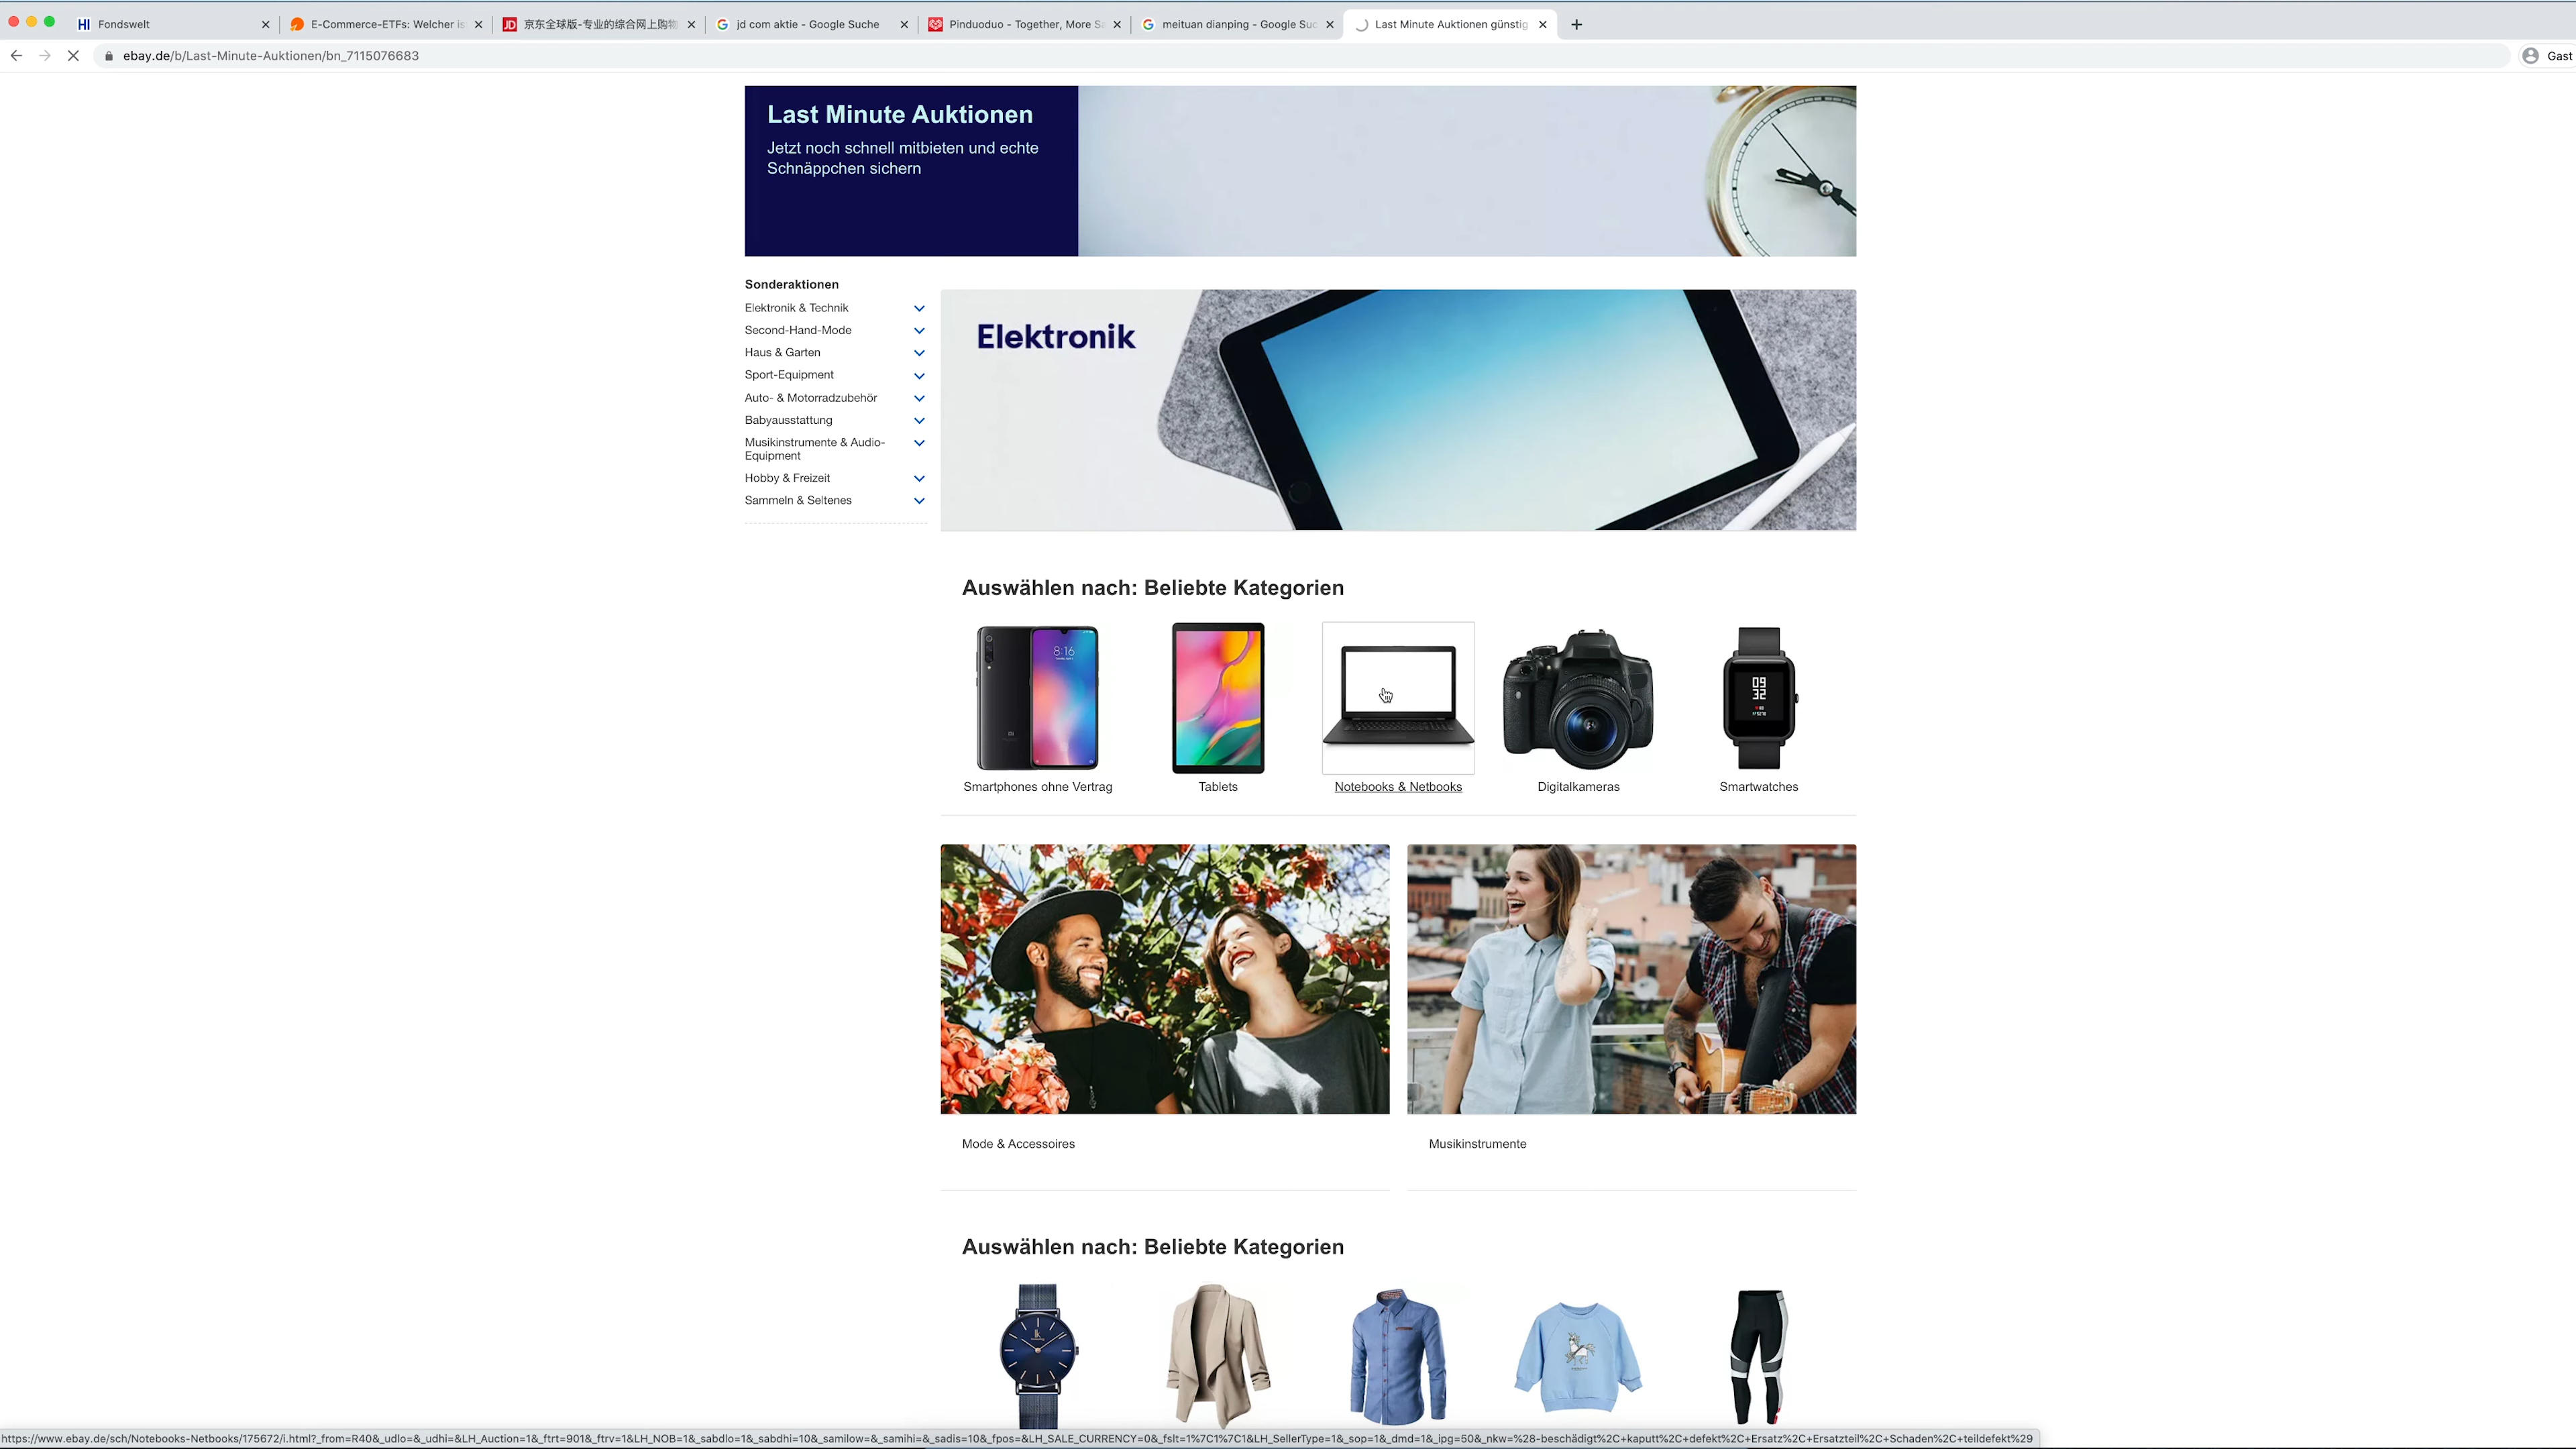 Fondswelt
E-Commerce-ETFs: Welcher is
JD
京东全球版-专业的综合网上购物
jd com aktie - Google Suche
Pinduoduo - Together, More S
meituan dianping - Google Suc
Last Minute Auktionen günstig
ebay.de/b/Last-Minute-Auktionen/bn_7115076683
Gast
Last Minute Auktionen
Jetzt noch schnell mitbieten und echte
Schnäppchen sichern
Sonderaktionen
Elektronik & Technik
Second-Hand-Mode
Haus & Garten
Sport-Equipment
Auto- & Motorradzubehör
Babyausstattung
Musikinstrumente & Audio-
Equipment
Hobby & Freizeit
Sammeln & Seltenes
Elektronik
Auswählen nach: Beliebte Kategorien
8:16
09
32
Smartphones ohne Vertrag
Tablets
Notebooks & Netbooks
Digitalkameras
Smartwatches
Mode & Accessoires
Musikinstrumente
Auswählen nach: Beliebte Kategorien
https://www.ebay.de/sch/Notebooks-Netbooks/175672/i.html?_from=R40&_udlo=&_udhi=&LH_Auction=1&_ftrt=901&_ftrv=1&LH_NOB=1&_sabdlo=1&_sabdhi=10&_samilow=&_samihi=&_sadis=10&_fpos=&LH_SALE_CURRENCY=0&_fslt=1%7C1%7C1&LH_SellerType=1&_sop=1&_dmd=1&_ipg=50&_nkw=%28-beschädigt%2C+kaputt%2C+defekt%2C+Ersatz%2C+Ersatzteil%2C+Schaden%2C+teildefekt%29